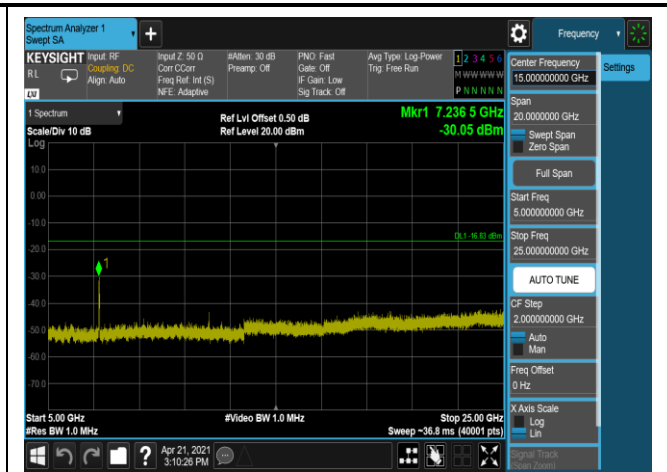 Spectrum Analyzer 1
Swept SA
+
Frequency
KEYSIGHT
RL
LXI
Input: RF
Coupling: DC
Align: Auto
Input Z: 50 Ω
Corr CCorr
Freq Ref: Int (S)
NFE: Adaptive
#Atten: 30 dB
Preamp: Off
PNO: Fast
Gate: Off
IF Gain: Low
Sig Track: Off
Avg Type: Log-Power
Trig: Free Run
1 2 3 4 5 6
M W W W W W
P N N N N N
1 Spectrum
Scale/Div 10 dB
Log
Ref Lvl Offset 0.50 dB
Ref Level 20.00 dBm
Mkr1 7.236 5 GHz
-30.05 dBm
10.0
0.00
-10.0
-20.0
-30.0
-40.0
-50.0
-60.0
-70.0
DL1 -16.83 dBm
1
Start 5.00 GHz
#Res BW 1.0 MHz
#Video BW 1.0 MHz
Stop 25.00 GHz
Sweep ~36.8 ms (40001 pts)
Center Frequency
15.000000000 GHz
Settings
Span
20.0000000 GHz
Swept Span
Zero Span
Full Span
Start Freq
5.000000000 GHz
Stop Freq
25.000000000 GHz
AUTO TUNE
CF Step
2.000000000 GHz
Auto
Man
Freq Offset
0 Hz
X Axis Scale
Log
Lin
Signal Track
(Span Zoom)
?
Apr 21, 2021
3:10:26 PM